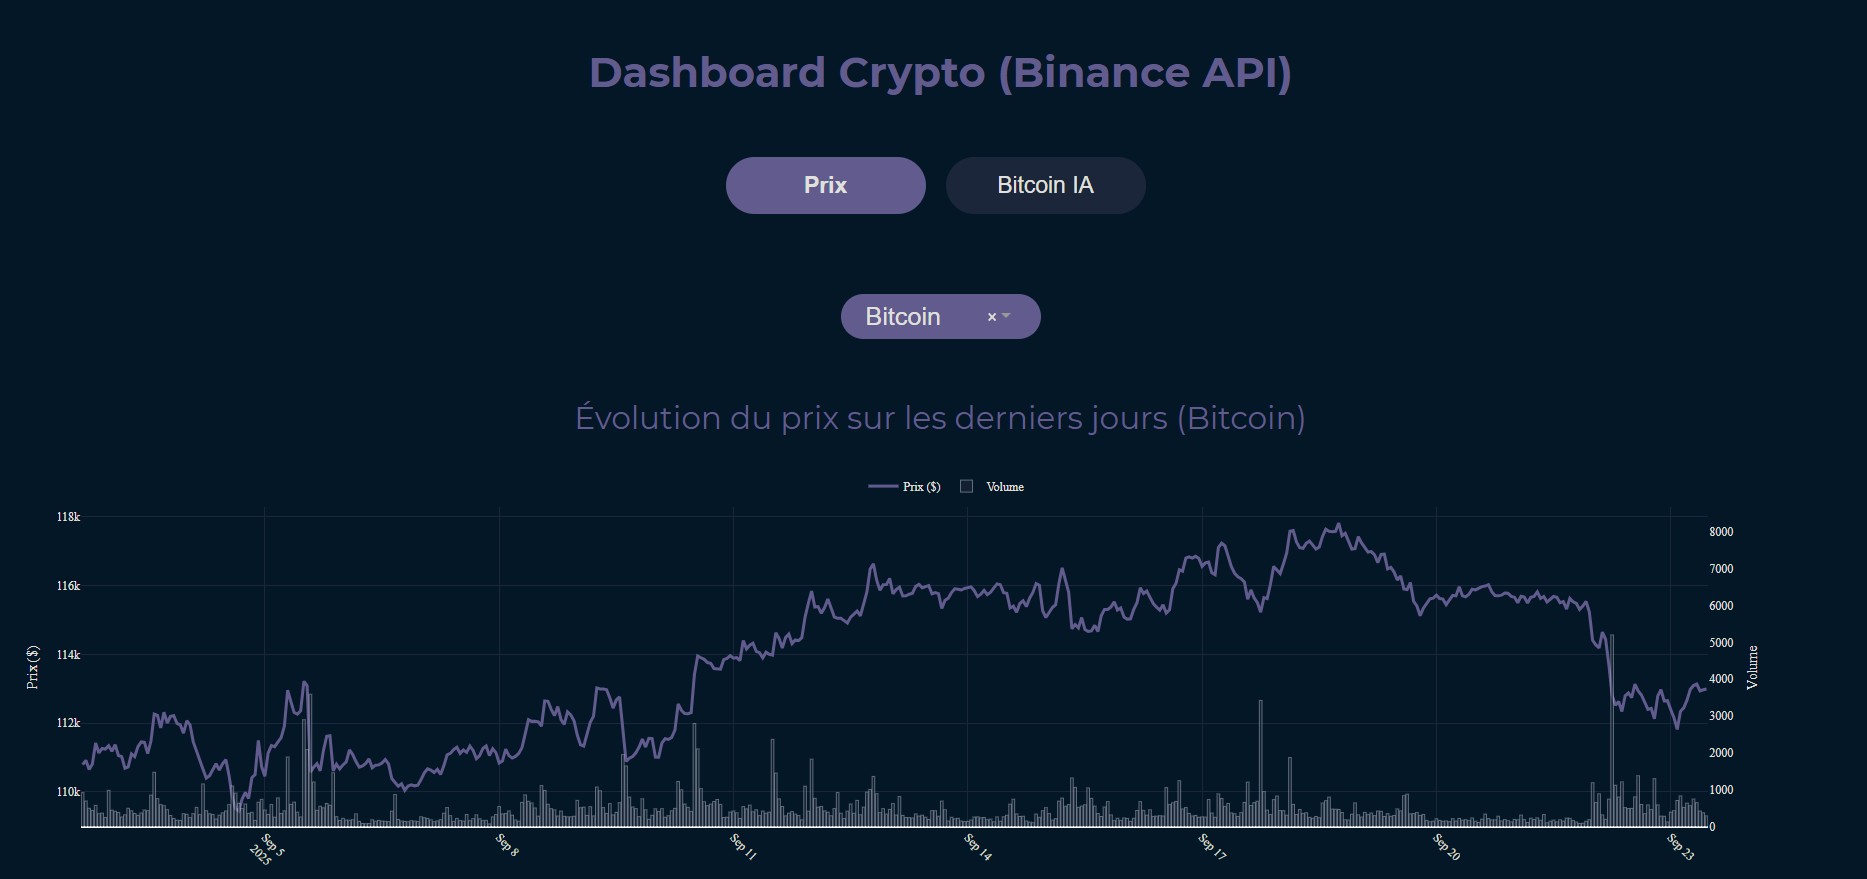 Dashboard Crypto (Binance API)
Prix
Bitcoin IA
Bitcoin
×
Évolution du prix sur les derniers jours (Bitcoin)
Prix ($)
Volume
118k
116k
114k
112k
110k
Prix ($)
8000
7000
6000
5000
4000
3000
2000
1000
0
Volume
Sep 5
2025
Sep 8
Sep 11
Sep 14
Sep 17
Sep 20
Sep 23